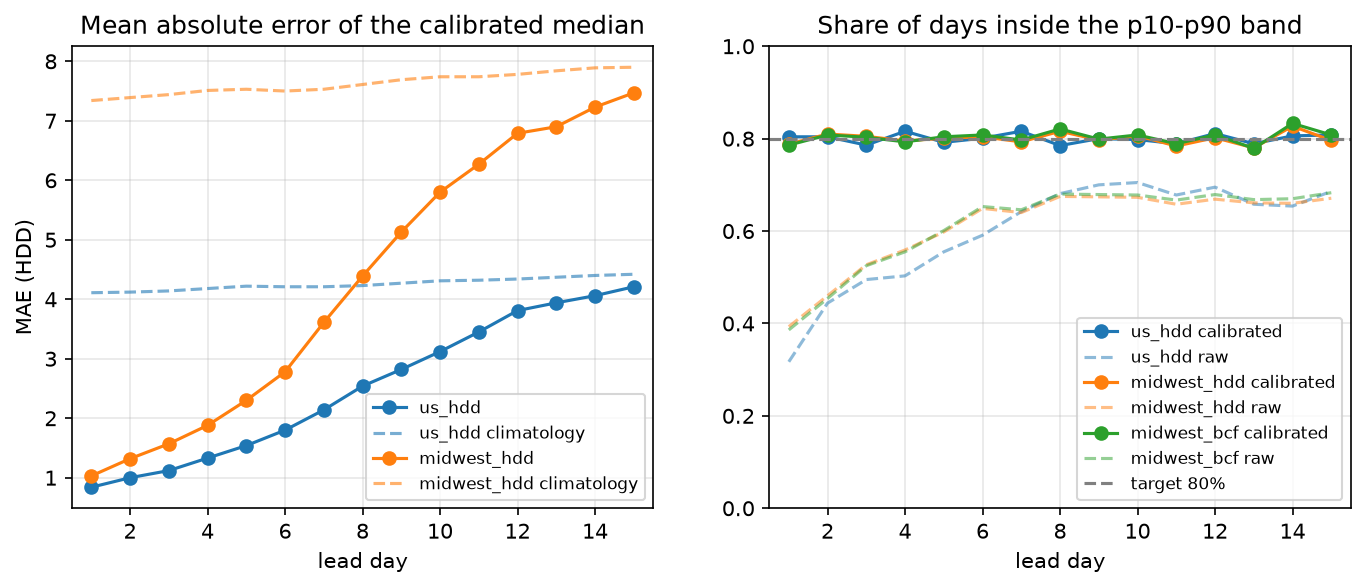 Mean absolute error of the calibrated median
MAE (HDD)
8
7
6
5
4
3
2
1
2 4 6 8 10 12 14
lead day
us_hdd
us_hdd climatology
midwest_hdd
midwest_hdd climatology
Share of days inside the p10-p90 band
1.0
0.8
0.6
0.4
0.2
0.0
2 4 6 8 10 12 14
lead day
us_hdd calibrated
us_hdd raw
midwest_hdd calibrated
midwest_hdd raw
midwest_bcf calibrated
midwest_bcf raw
target 80%